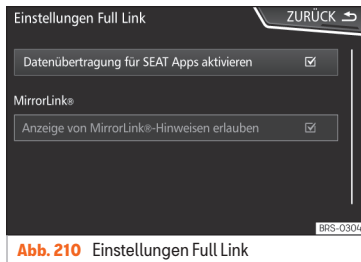 Einstellungen Full Link
ZURÜCK
Datenübertragung für SEAT Apps aktivieren
MirrorLink®
Anzeige von MirrorLink®-Hinweisen erlauben
BRS-0304
Abb. 210 Einstellungen Full Link